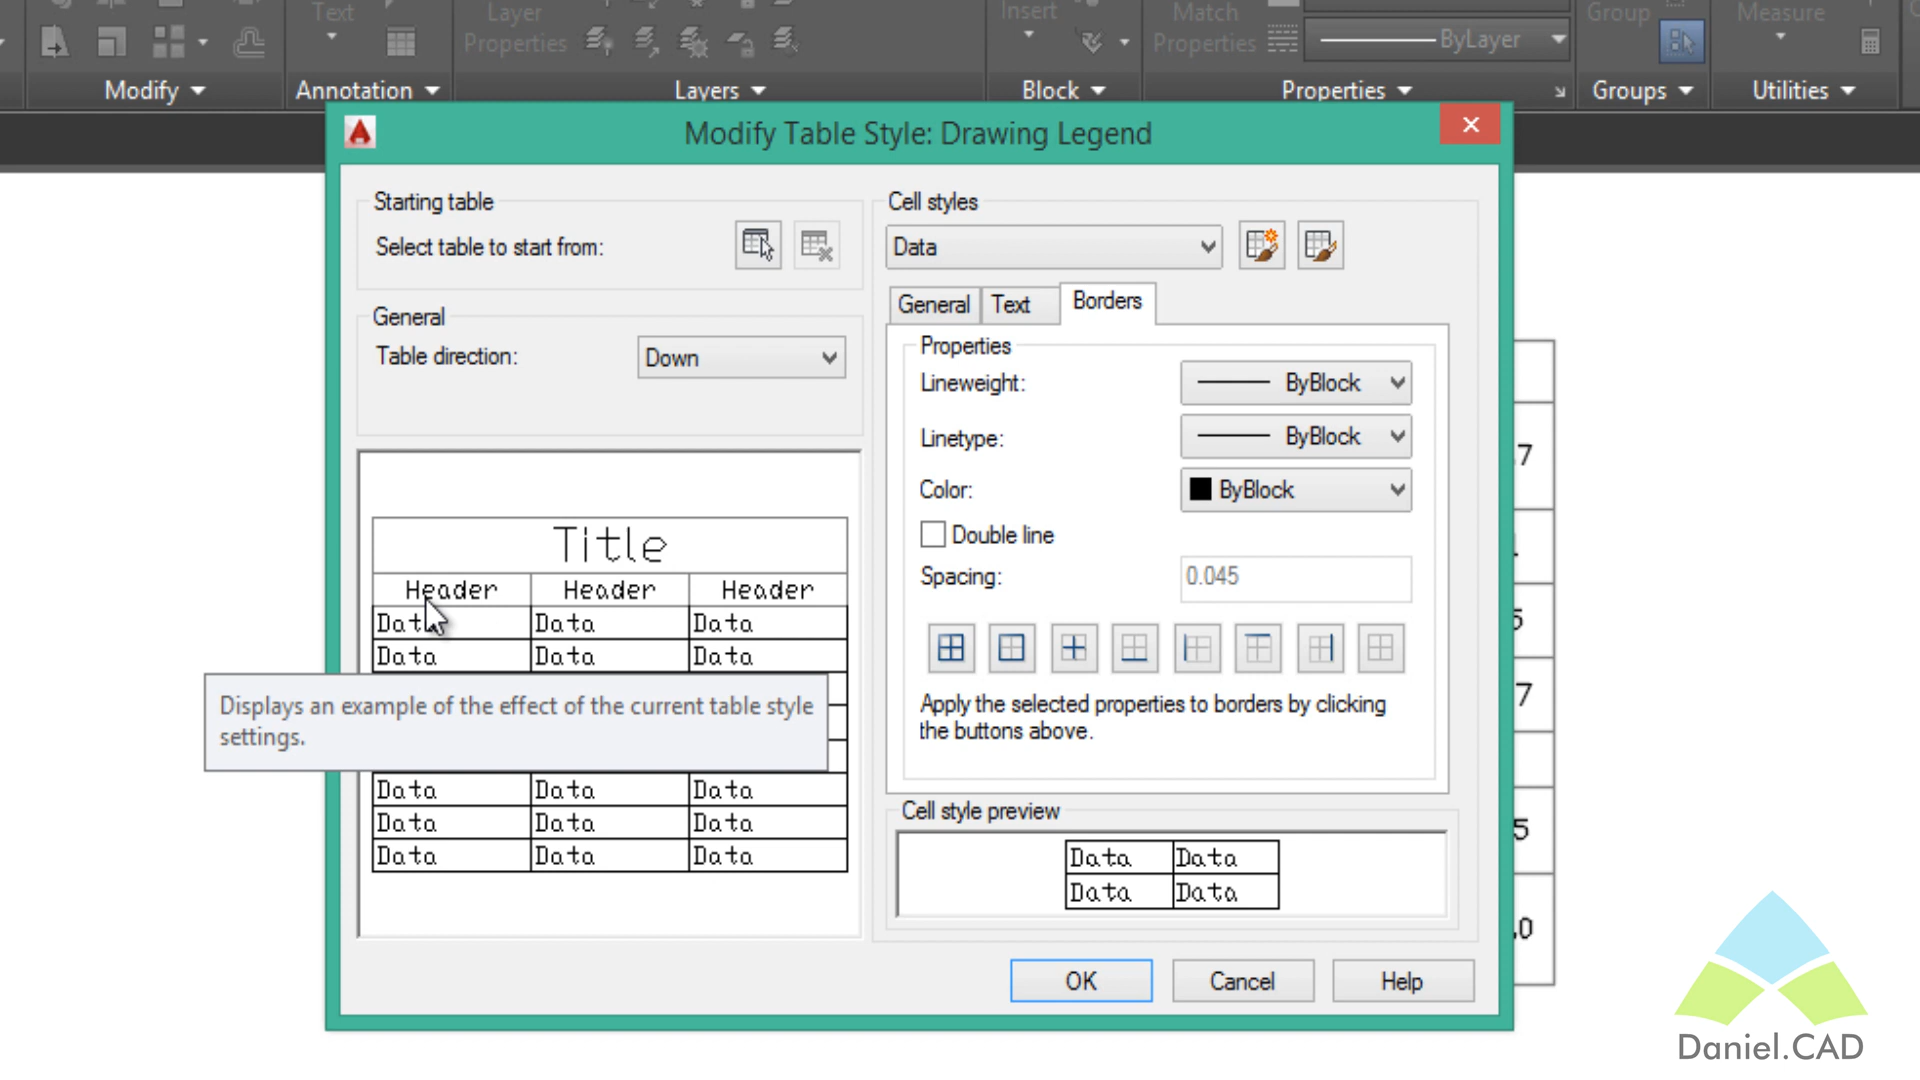 Text
Layer
Properties
Insert
Match
Properties
ByLayer
Group
Measure
Modify
Annotation
Layers
Block
Properties
Groups
Utilities
Modify Table Style: Drawing Legend
Starting table
Select table to start from:
General
Table direction:
Down
Title
Header Header Header
Data Data Data
Data Data Data
Displays an example of the effect of the current table style
settings.
Data Data Data
Data Data Data
Data Data Data
Cell styles
Data
General Text Borders
Properties
Lineweight:
ByBlock
Linetype:
ByBlock
Color:
ByBlock
Double line
Spacing:
0.045
Apply the selected properties to borders by clicking
the buttons above.
Cell style preview
Data Data
Data Data
OK Cancel Help
7
5
7
5
.0
Daniel.CAD